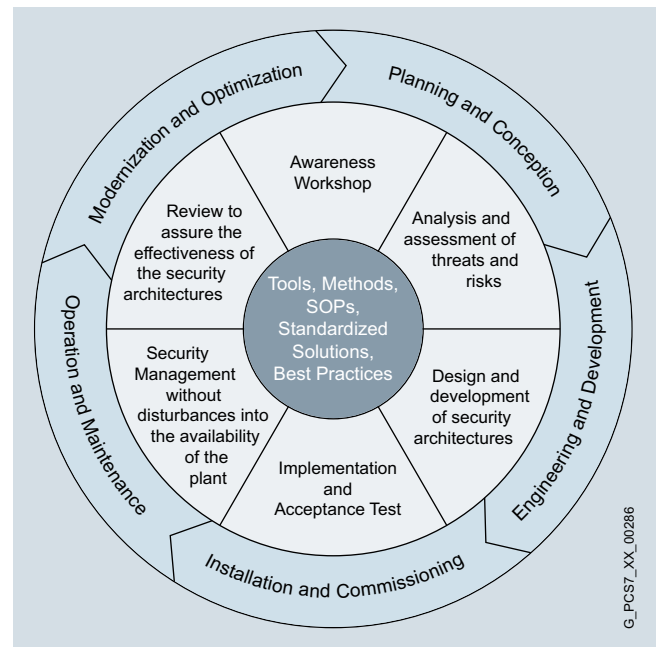 Modernization and Optimization
Planning and Conception
Engineering and Development
Installation and Commissioning
Operation and Maintenance
Awareness
Workshop
Analysis and
assessment of
threats and
risks
Design and
development
of security
architectures
Implementation
and
Acceptance Test
Security
Management
without
disturbances into
the availability
of the
plant
Review to
assure the
effectiveness of
the security
architectures
Tools, Methods,
SOPs,
Standardized
Solutions,
Best Practices
G_PCS7_XX_00286